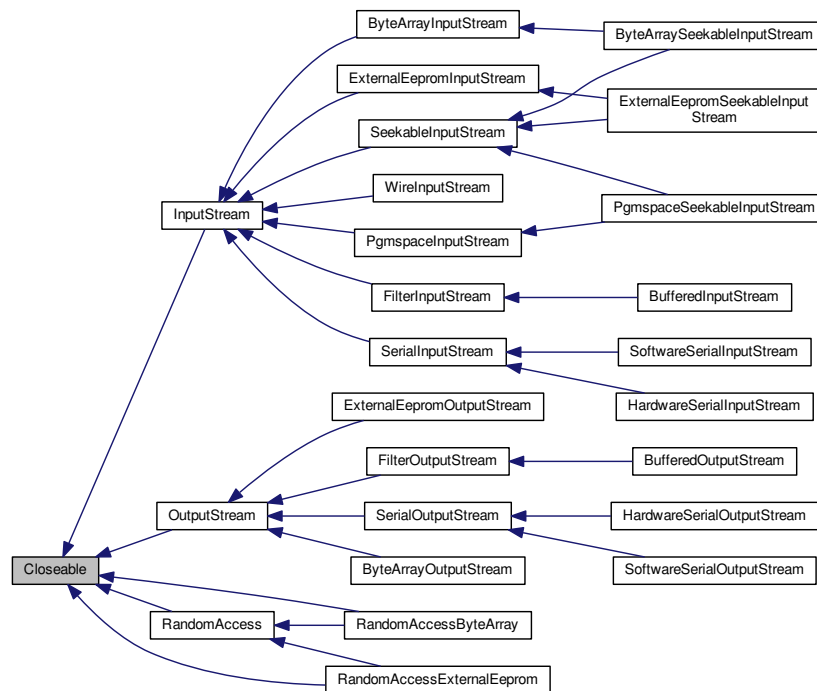 ByteArrayInputStream
ByteArraySeekableInputStream
ExternalEepromInputStream
ExternalEepromSeekableInput
Stream
SeekableInputStream
WireInputStream
InputStream
PgmspaceSeekableInputStream
PgmspaceInputStream
FilterInputStream
BufferedInputStream
SerialInputStream
SoftwareSerialInputStream
HardwareSerialInputStream
ExternalEepromOutputStream
FilterOutputStream
BufferedOutputStream
OutputStream
SerialOutputStream
HardwareSerialOutputStream
Closeable
ByteArrayOutputStream
SoftwareSerialOutputStream
RandomAccess
RandomAccessByteArray
RandomAccessExternalEeprom